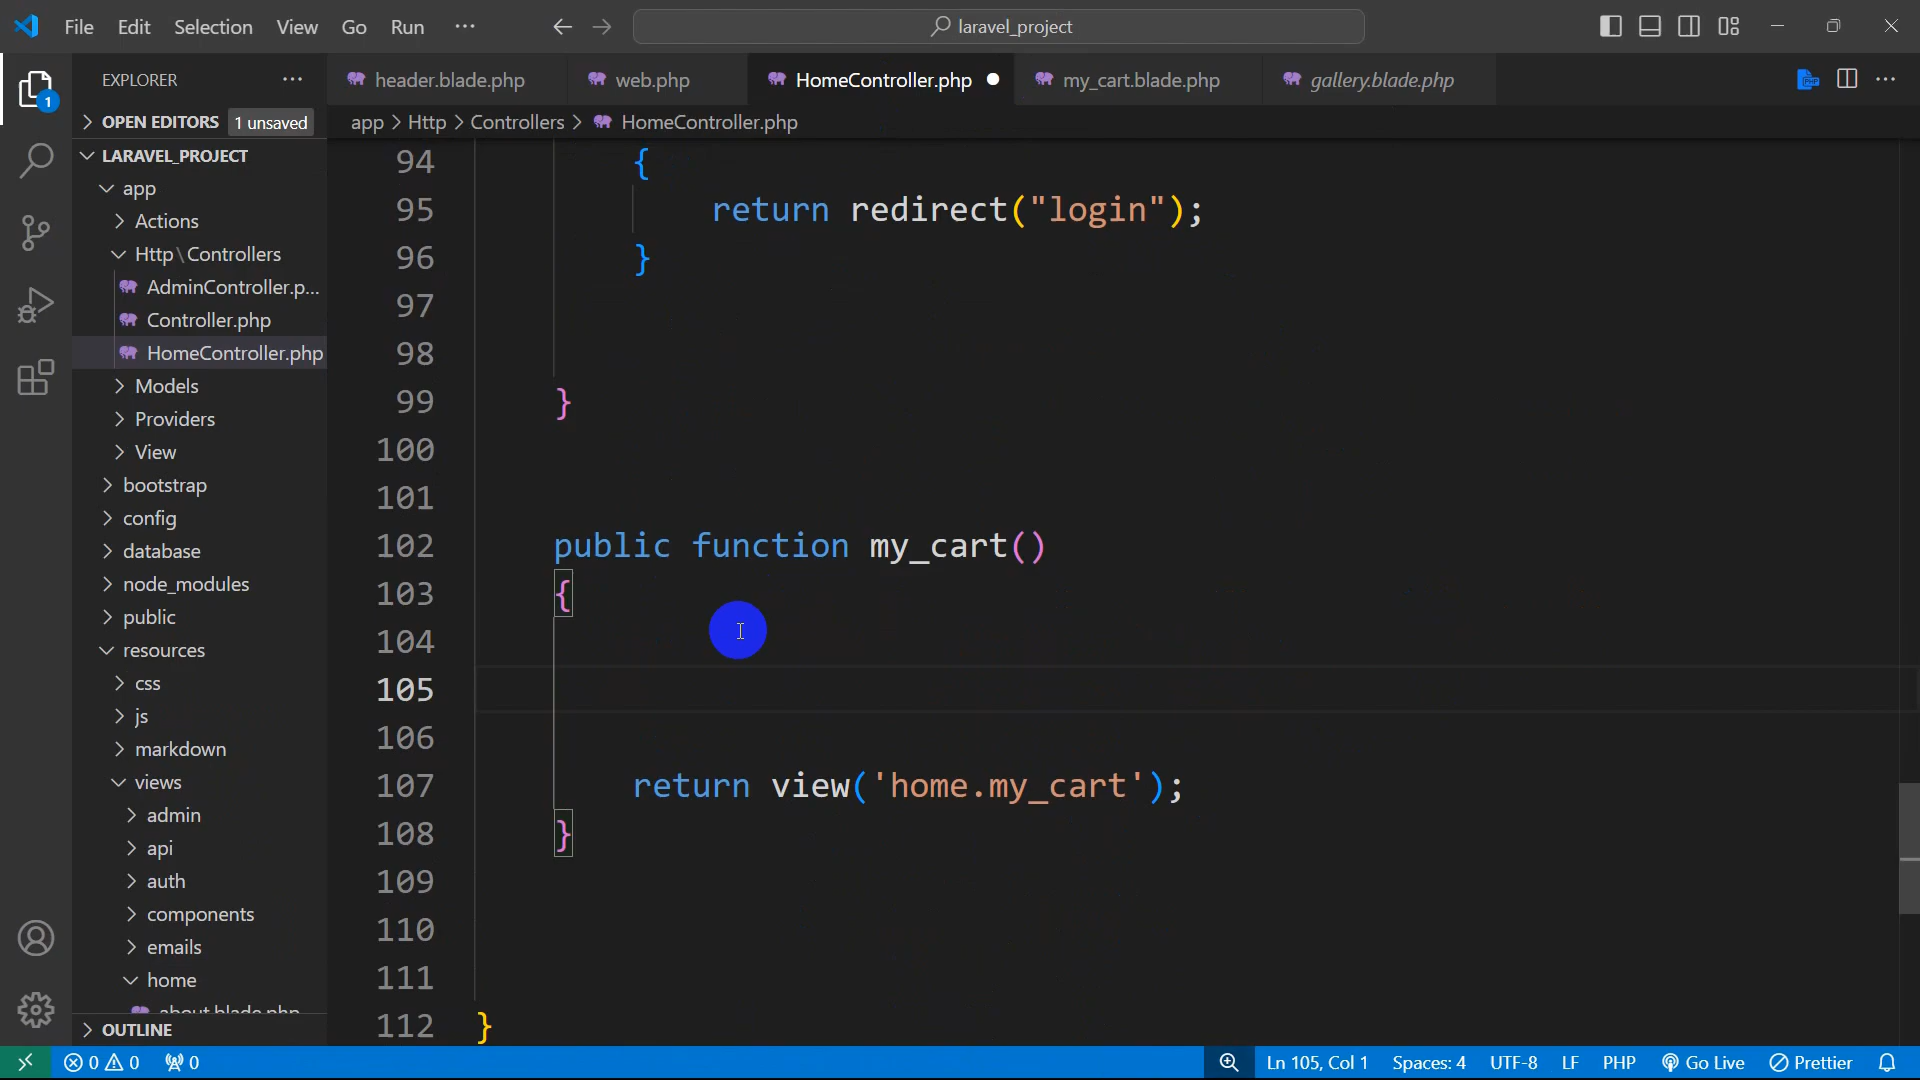 File Edit Selection View Go Run ··· laravel_project
EXPLORER ···
header.blade.php web.php HomeController.php my_cart.blade.php gallery.blade.php
OPEN EDITORS 1 unsaved
app > Http > Controllers > HomeController.php
LARAVEL_PROJECT
app
Actions
Http\Controllers
AdminController.p...
Controller.php
HomeController.php
Models
Providers
View
bootstrap
config
database
node_modules
public
resources
css
js
markdown
views
admin
api
auth
components
emails
home
about.blade.php
OUTLINE
1
94 {
95 return redirect("login");
96 }
97
98
99 }
100
101
102 public function my_cart()
103 {
104
105
106
107 return view('home.my_cart');
108 }
109
110
111
112 }
0 0 0 Ln 105, Col 1 Spaces: 4 UTF-8 LF PHP Go Live Prettier